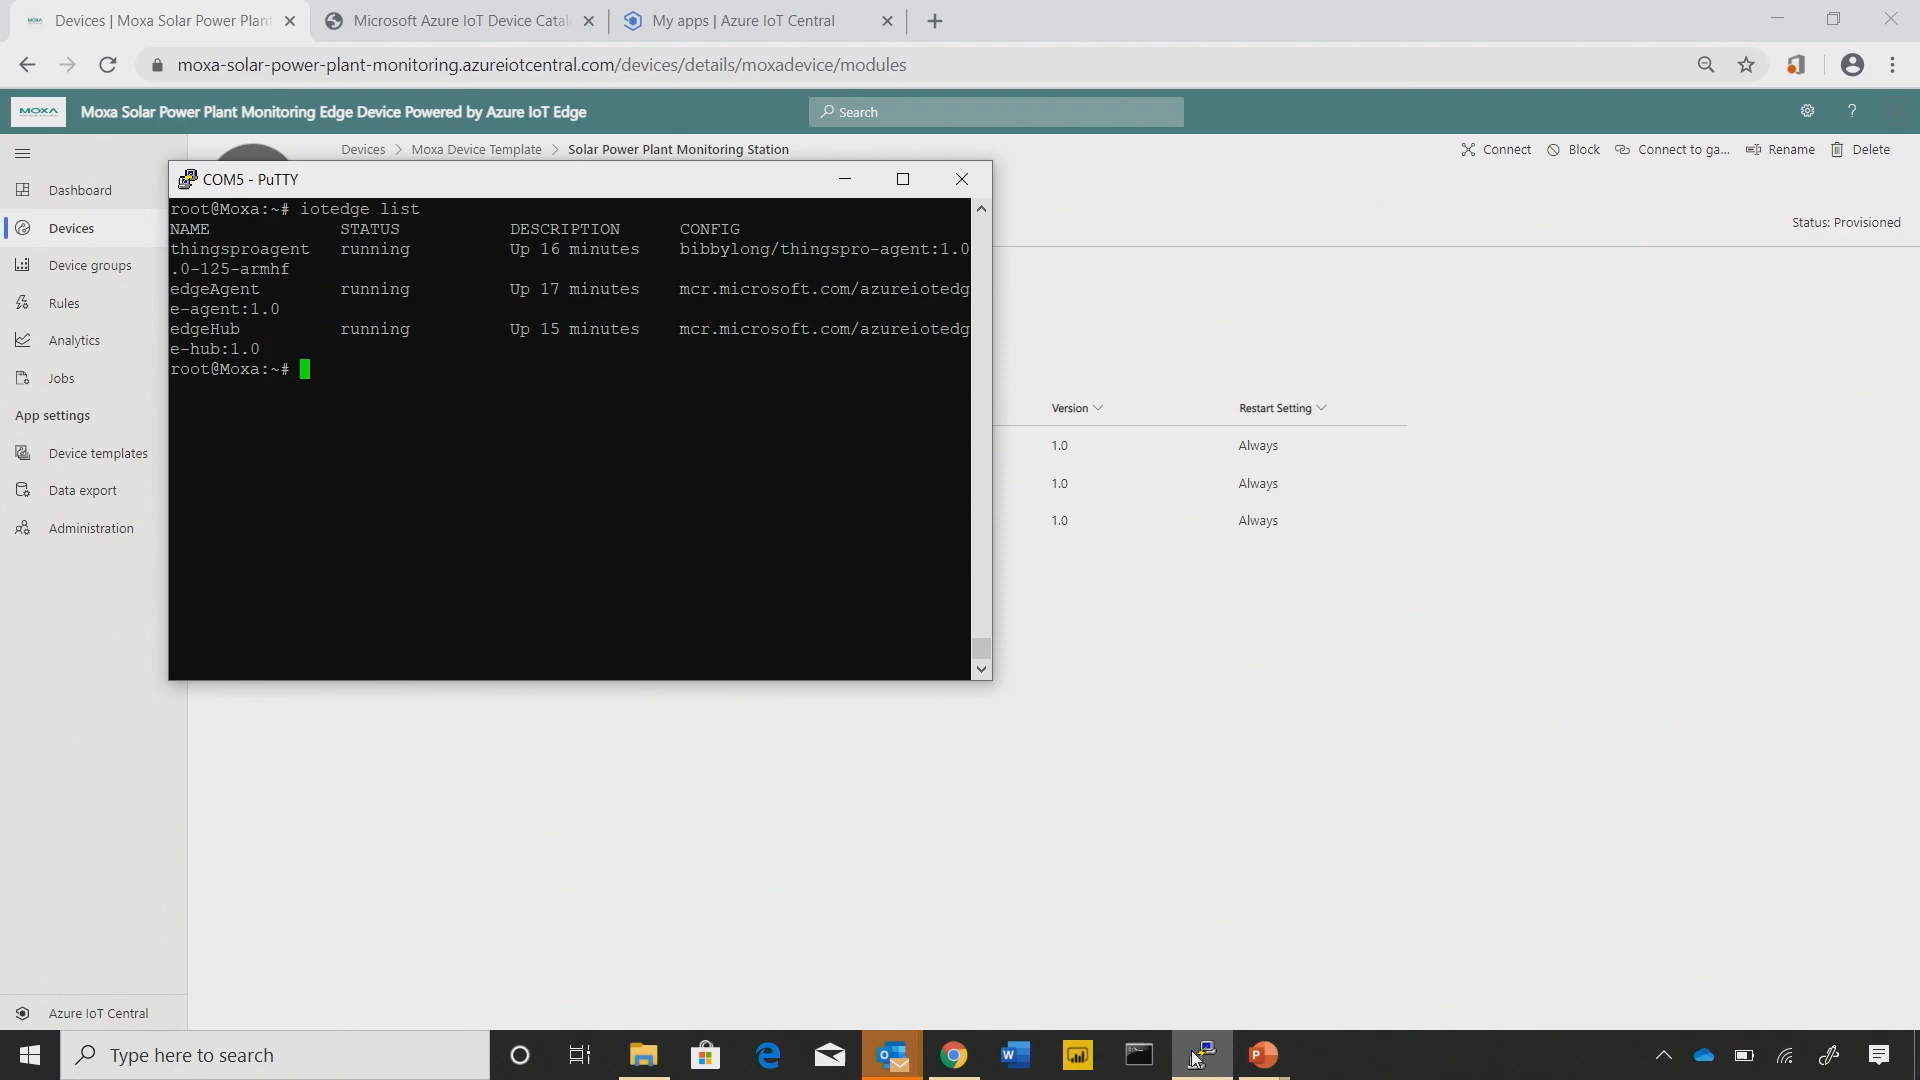 Devices | Moxa Solar Power Plant
Microsoft Azure IoT Device Catal
My apps | Azure IoT Central
moxa-solar-power-plant-monitoring.azureiotcentral.com/devices/details/moxadevice/modules
MOXA
Moxa Solar Power Plant Monitoring Edge Device Powered by Azure IoT Edge
Search
?
Devices > Moxa Device Template > Solar Power Plant Monitoring Station
Connect
Block
Connect to ga...
Rename
Delete
Status: Provisioned
Dashboard
Devices
Device groups
Rules
Analytics
Jobs
App settings
Device templates
Data export
Administration
Azure IoT Central
COM5 - PuTTY
root@Moxa:~# iotedge list
NAME STATUS DESCRIPTION CONFIG
thingsproagent running Up 16 minutes bibbylong/thingspro-agent:1.0
.0-125-armhf
edgeAgent running Up 17 minutes mcr.microsoft.com/azureiotedg
e-agent:1.0
edgeHub running Up 15 minutes mcr.microsoft.com/azureiotedg
e-hub:1.0
root@Moxa:~#
Version Restart Setting
1.0 Always
1.0 Always
1.0 Always
Type here to search